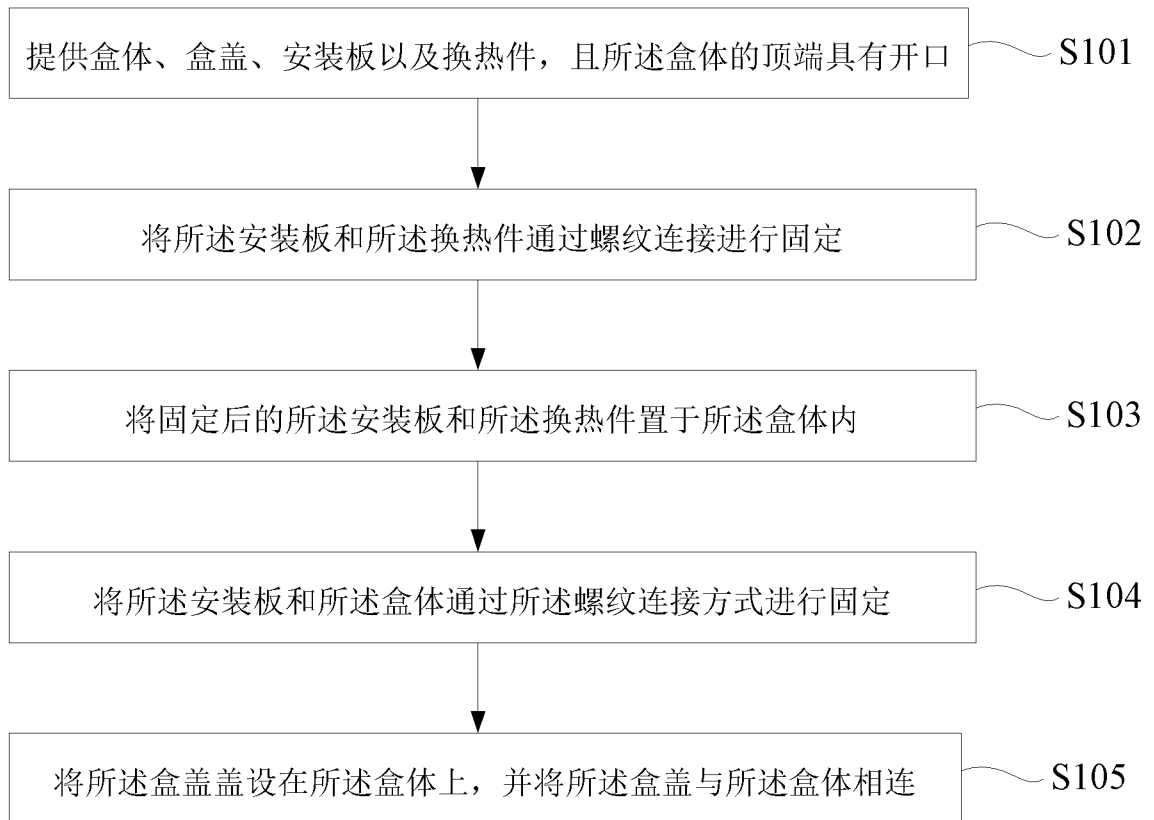 提供盒体、盒盖、安装板以及换热件，且所述盒体的顶端具有开口
S101
将所述安装板和所述换热件通过螺纹连接进行固定
S102
将固定后的所述安装板和所述换热件置于所述盒体内
S103
将所述安装板和所述盒体通过所述螺纹连接方式进行固定
S104
将所述盒盖盖设在所述盒体上，并将所述盒盖与所述盒体相连
S105